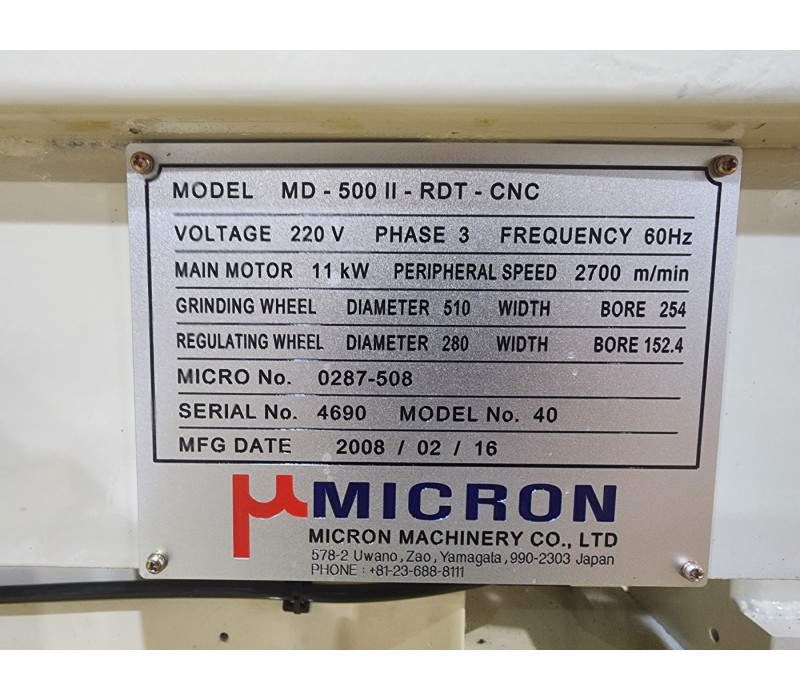 MODEL MD - 500 II - RDT - CNC
VOLTAGE 220 V PHASE 3 FREQUENCY 60Hz
MAIN MOTOR 11 kW PERIPHERAL SPEED 2700 m/min
GRINDING WHEEL DIAMETER 510 WIDTH BORE 254
REGULATING WHEEL DIAMETER 280 WIDTH BORE 152.4
MICRO No. 0287-508
SERIAL No. 4690 MODEL No. 40
MFG DATE 2008 / 02 / 16
μMICRON
MICRON MACHINERY CO., LTD
578-2 Uwano, Zao, Yamagata, 990-2303 Japan
PHONE : +81-23-688-8111